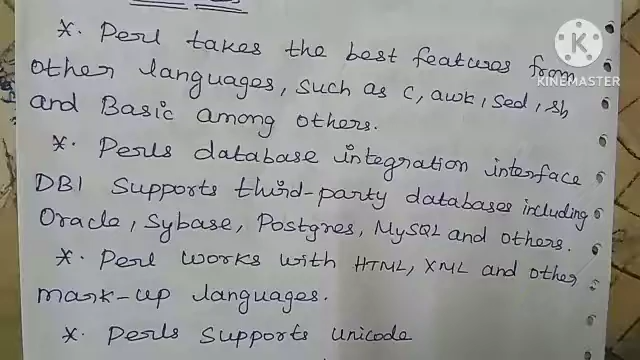 *. Perl takes the best features from
other languages, such as C, awk, sed, sh
and Basic among others.
*. Perls database integration interface
DBI supports third-party databases including
Oracle, Sybase, Postgres, MySQL and others.
*. Perl works with HTML, XML and other
mark-up languages.
*. Perls supports unicode
KINEMASTER